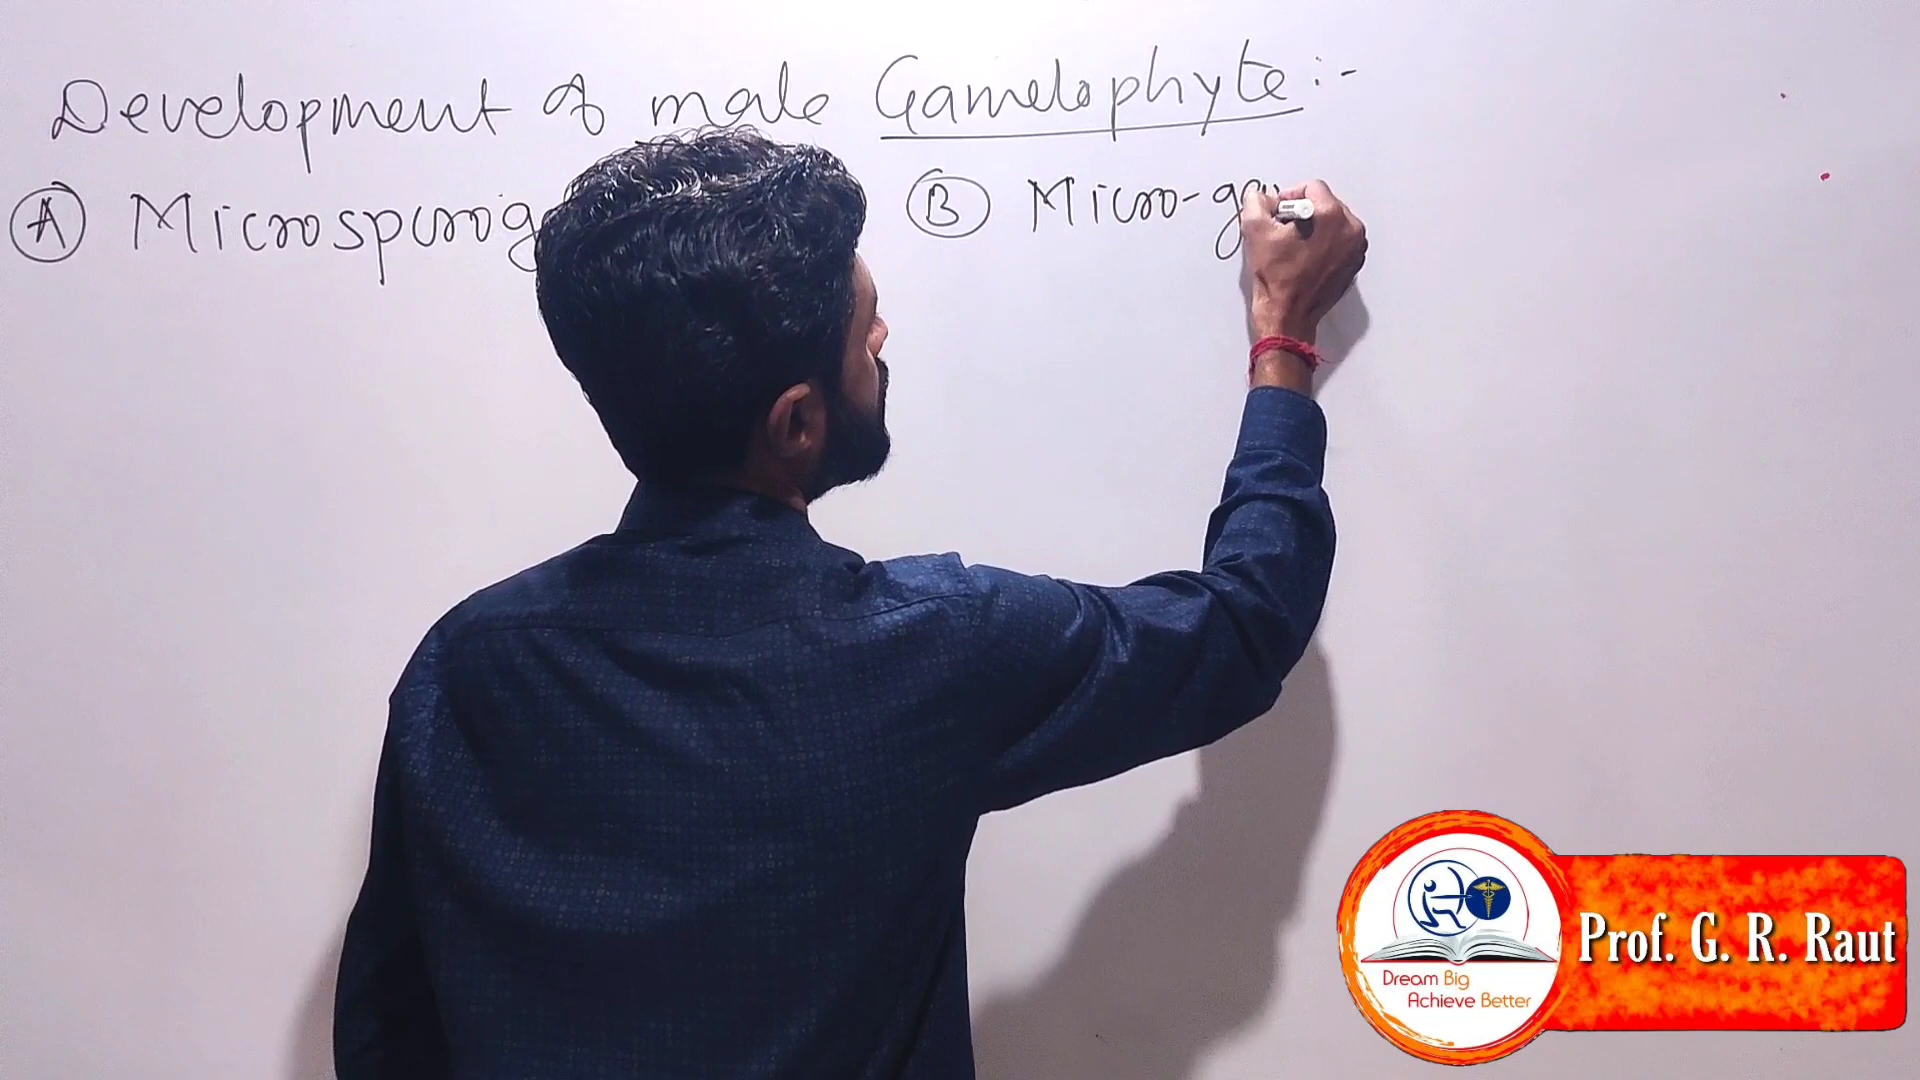 Development of male Gametophyte :-
Ⓐ Microsporog
Ⓑ Micro-ga
Prof. G. R. Raut
Dream Big
Achieve Better